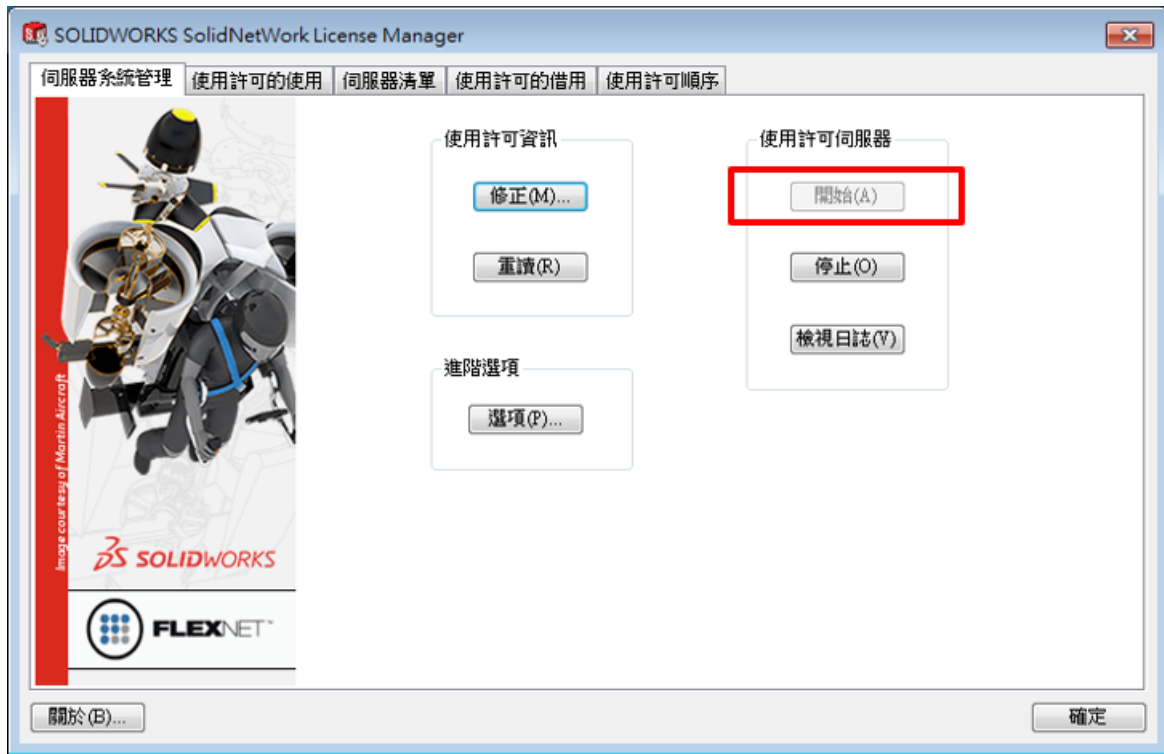 SOLIDWORKS SolidNetWork License Manager
伺服器系統管理 使用許可的使用 伺服器清單 使用許可的借用 使用許可順序
使用許可資訊
修正(M)...
重讀(R)
進階選項
選項(P)...
使用許可伺服器
開始(A)
停止(O)
檢視日誌(V)
Image courtesy of Martin Aircraft
SOLIDWORKS
FLEXNET
關於(B)...
確定